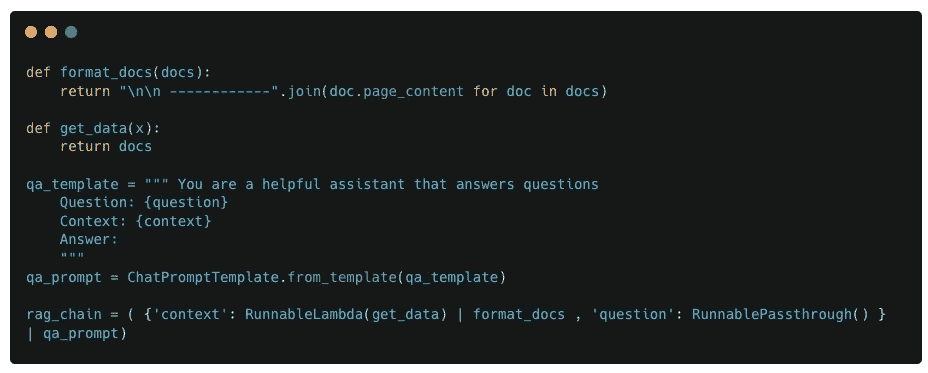 def format_docs(docs):
    return "\n\n ------------".join(doc.page_content for doc in docs)
def get_data(x):
    return docs
qa_template = """ You are a helpful assistant that answers questions
    Question: {question}
    Context: {context}
    Answer:
    """
qa_prompt = ChatPromptTemplate.from_template(qa_template)
rag_chain = ( {'context': RunnableLambda(get_data) | format_docs , 'question': RunnablePassthrough() }
| qa_prompt)